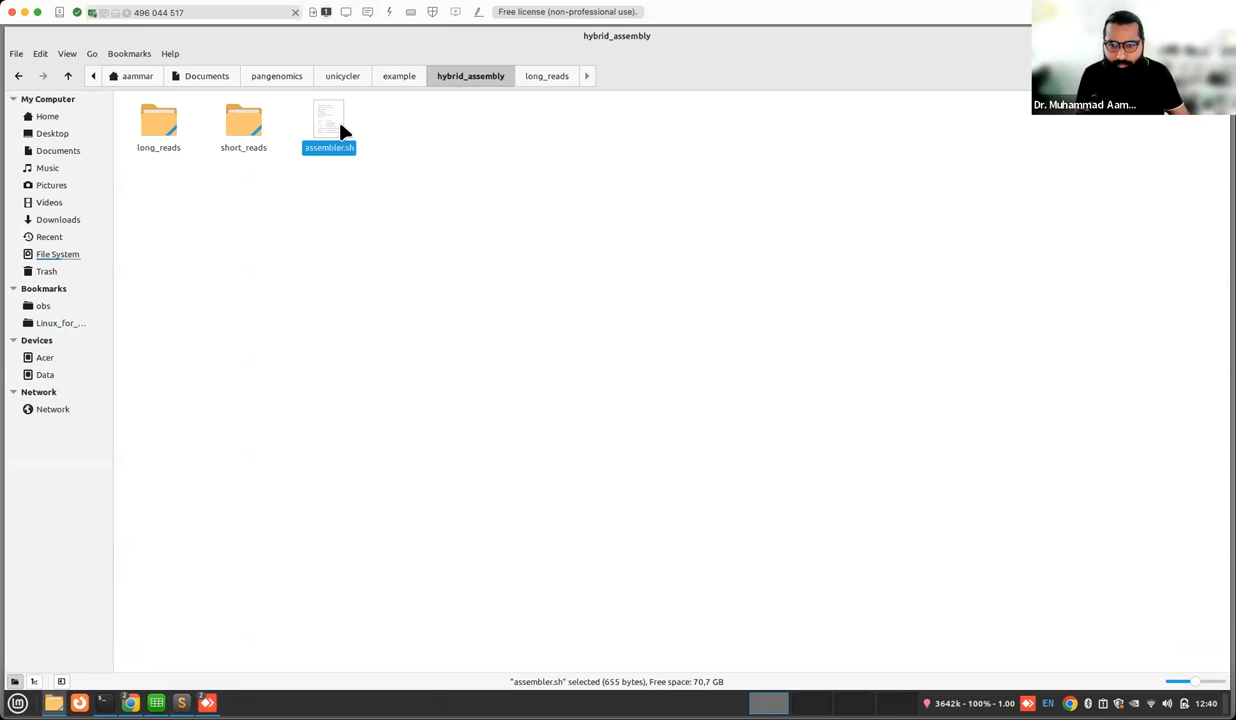 496 044 517
1
Free license (non-professional use).
hybrid_assembly
File Edit View Go Bookmarks Help
aammar Documents pangenomics unicycler example hybrid_assembly long_reads
Dr. Muhammad Aam...
My Computer
Home
Desktop
Documents
Music
Pictures
Videos
Downloads
Recent
File System
Trash
Bookmarks
obs
Linux_for_...
Devices
Acer
Data
Network
Network
long_reads short_reads assembler.sh
"assembler.sh" selected (655 bytes), Free space: 70,7 GB
2 2
3642k - 100% - 1.00 EN 12:40